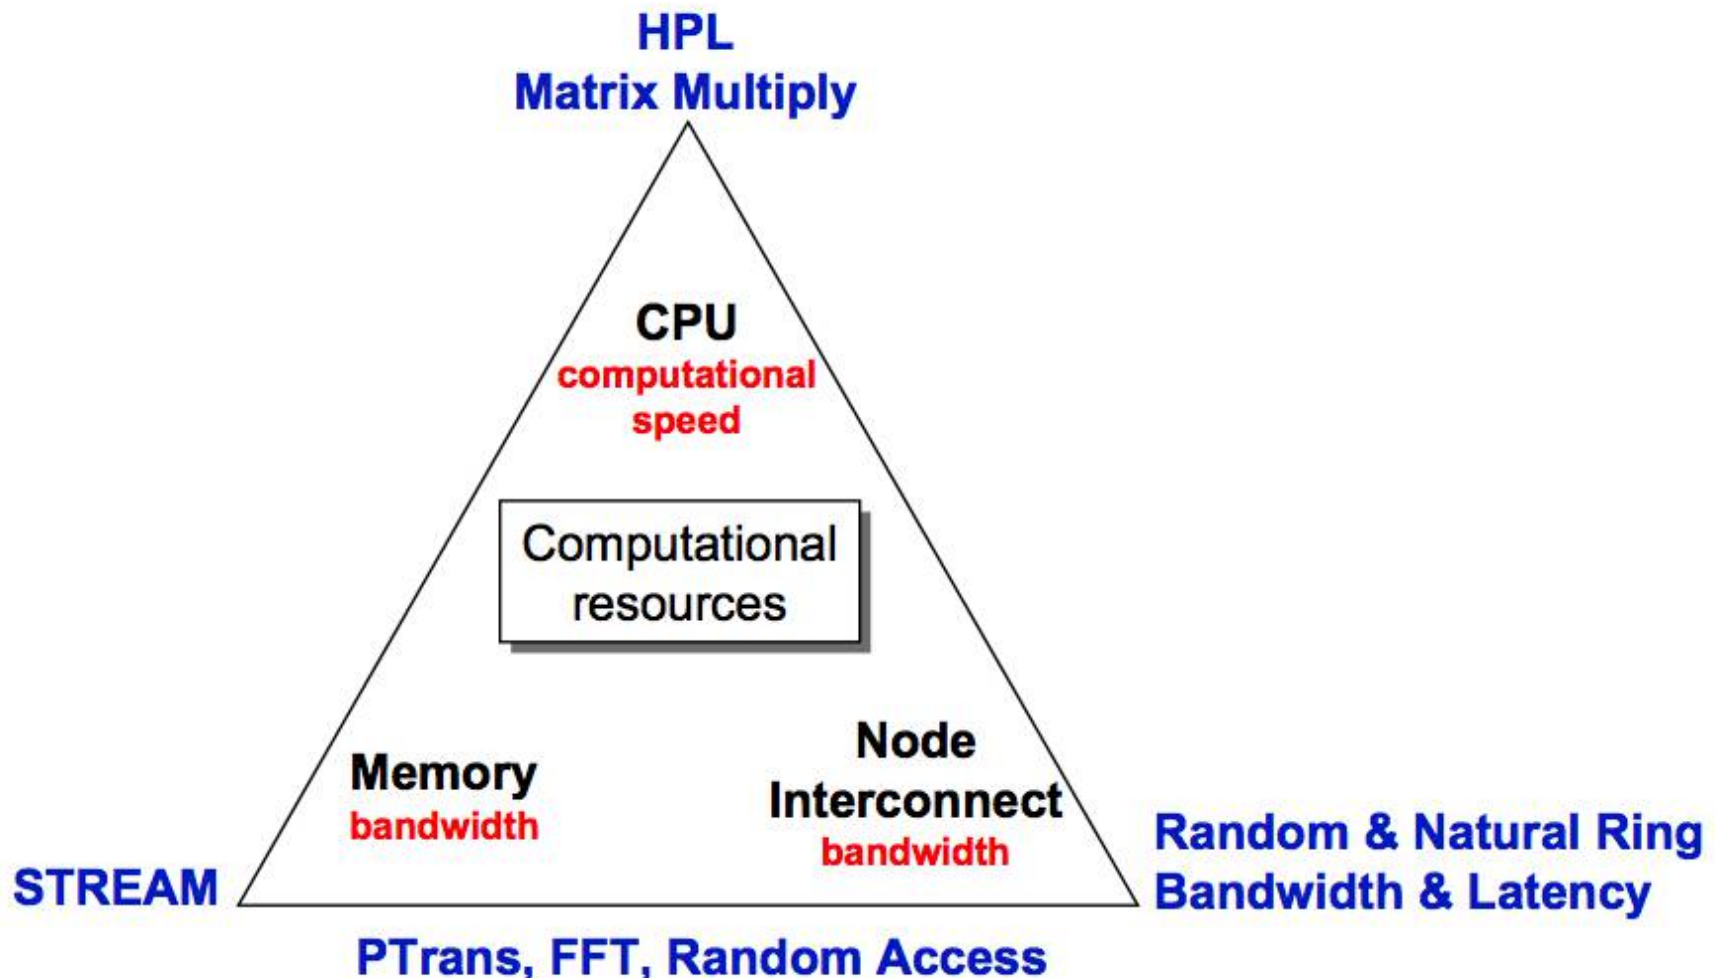 HPL
Matrix Multiply
CPU
computational
speed
Computational
resources
Memory
bandwidth
Node
Interconnect
bandwidth
STREAM
Random & Natural Ring
Bandwidth & Latency
PTrans, FFT, Random Access